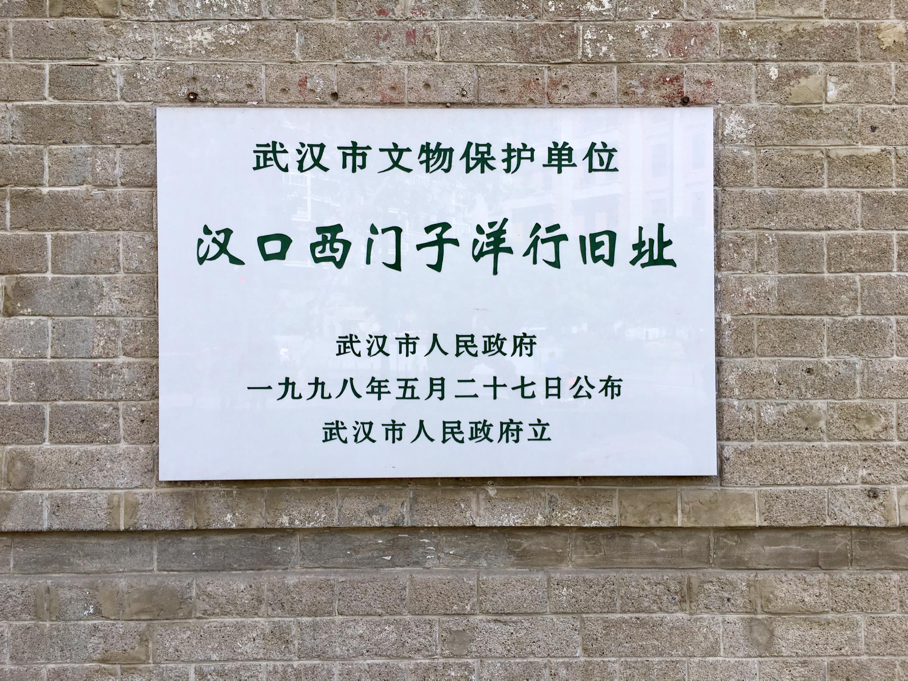 武汉市文物保护单位
汉口西门子洋行旧址
武汉市人民政府
一九九八年五月二十七日公布
武汉市人民政府立